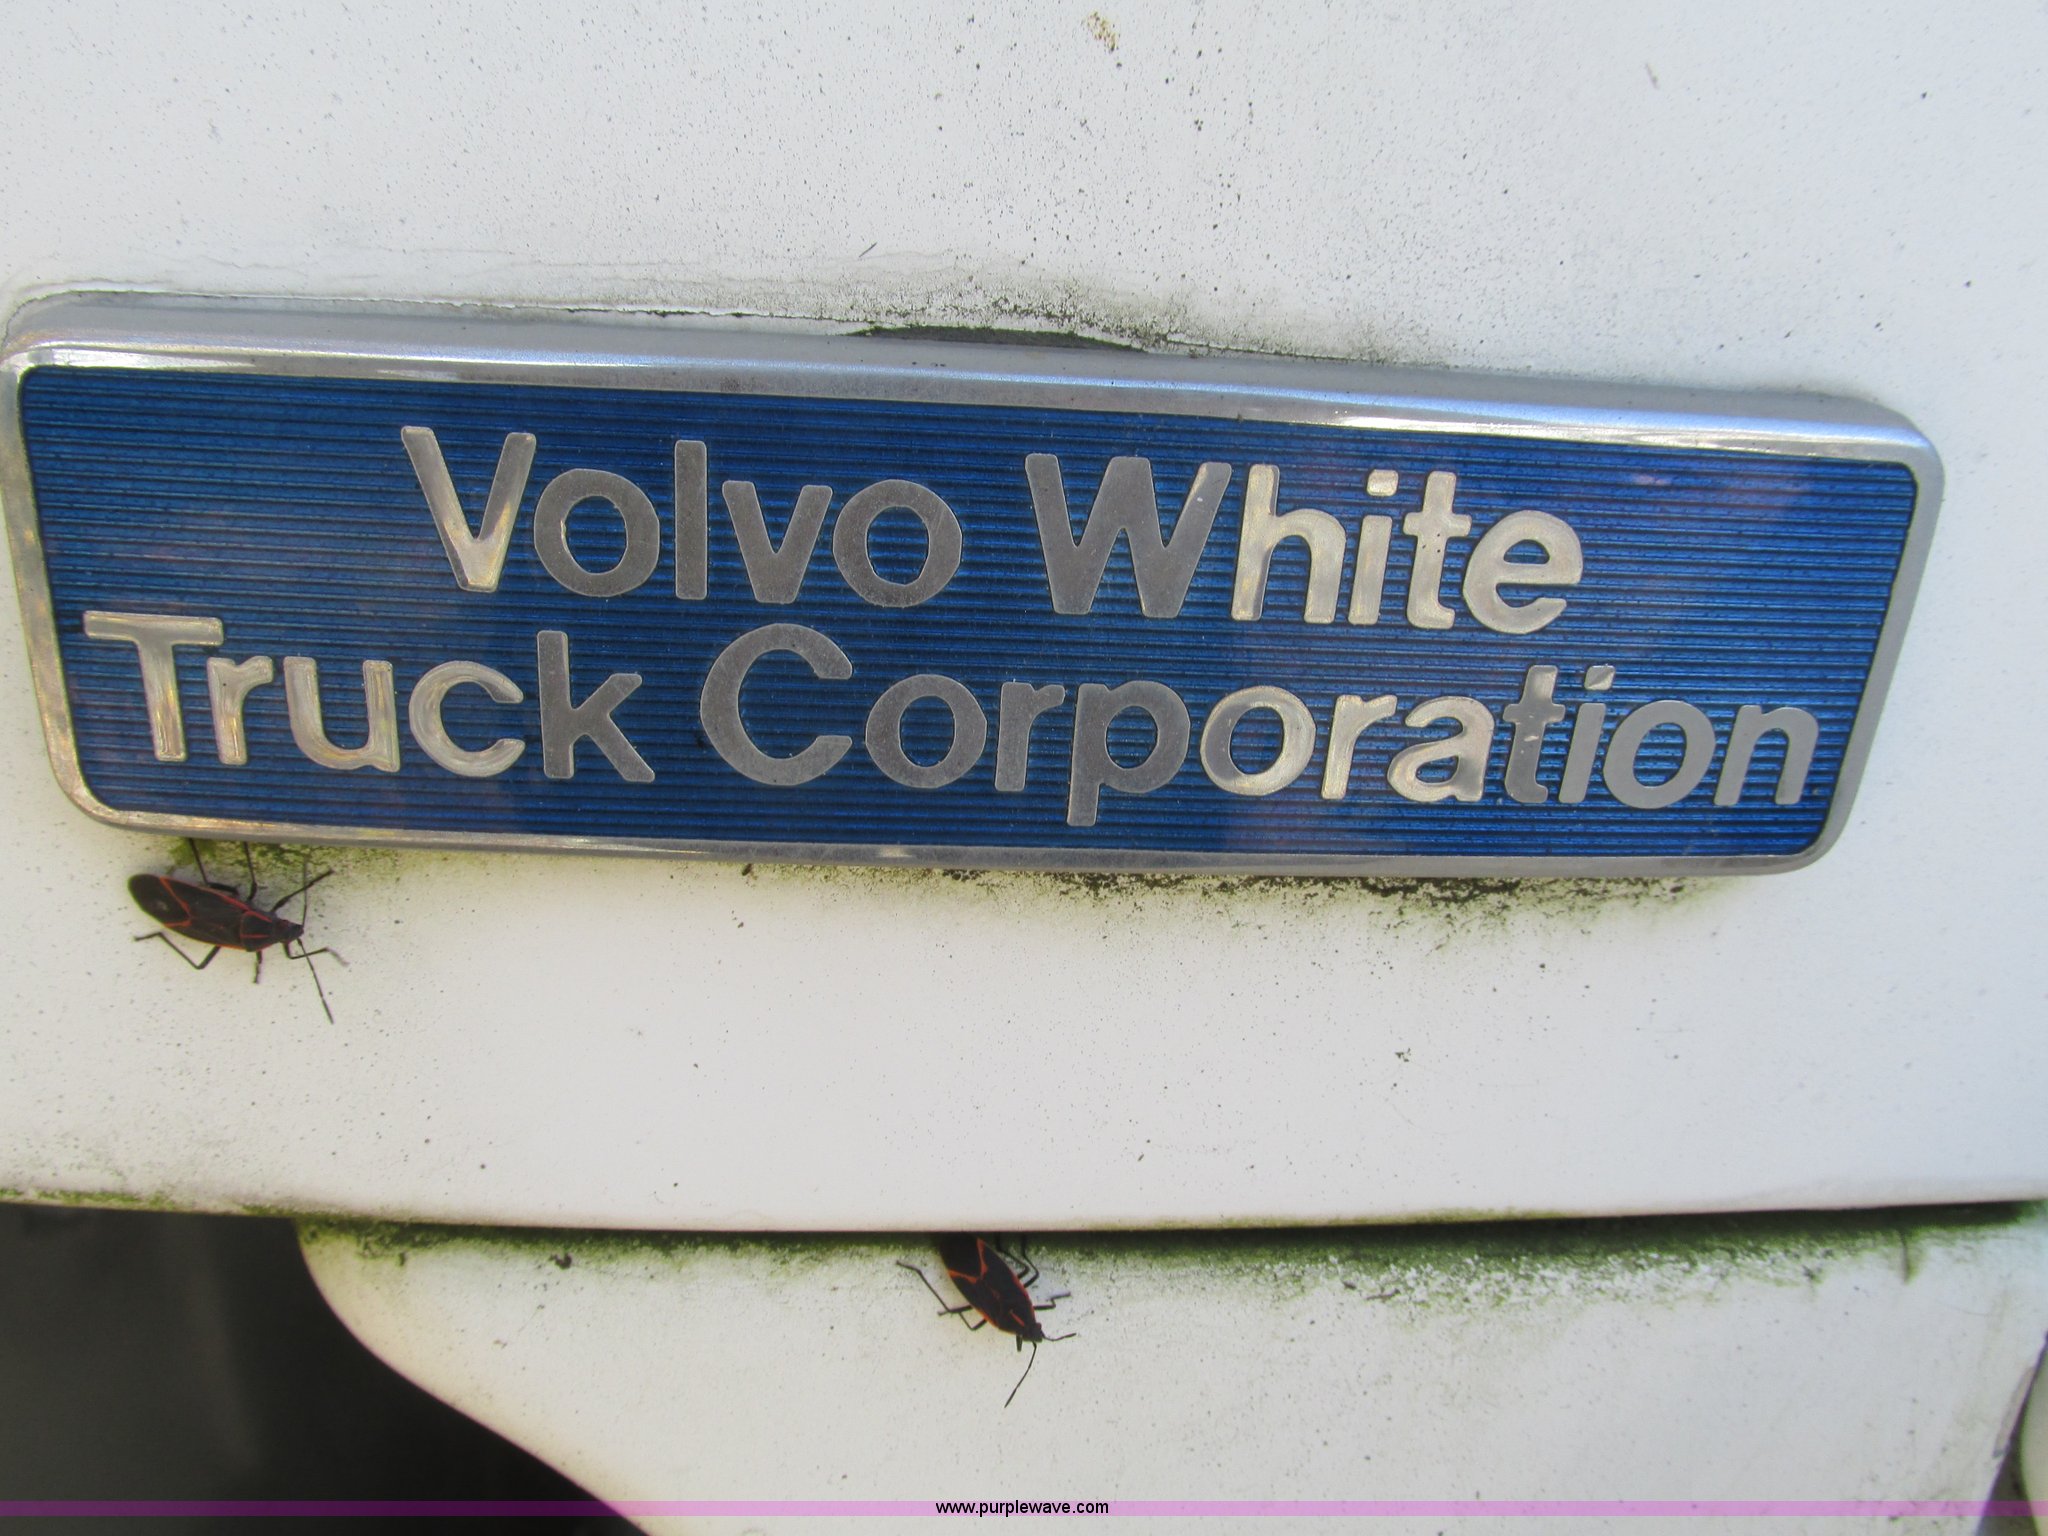 Volvo White
Truck Corporation
www.purplewave.com